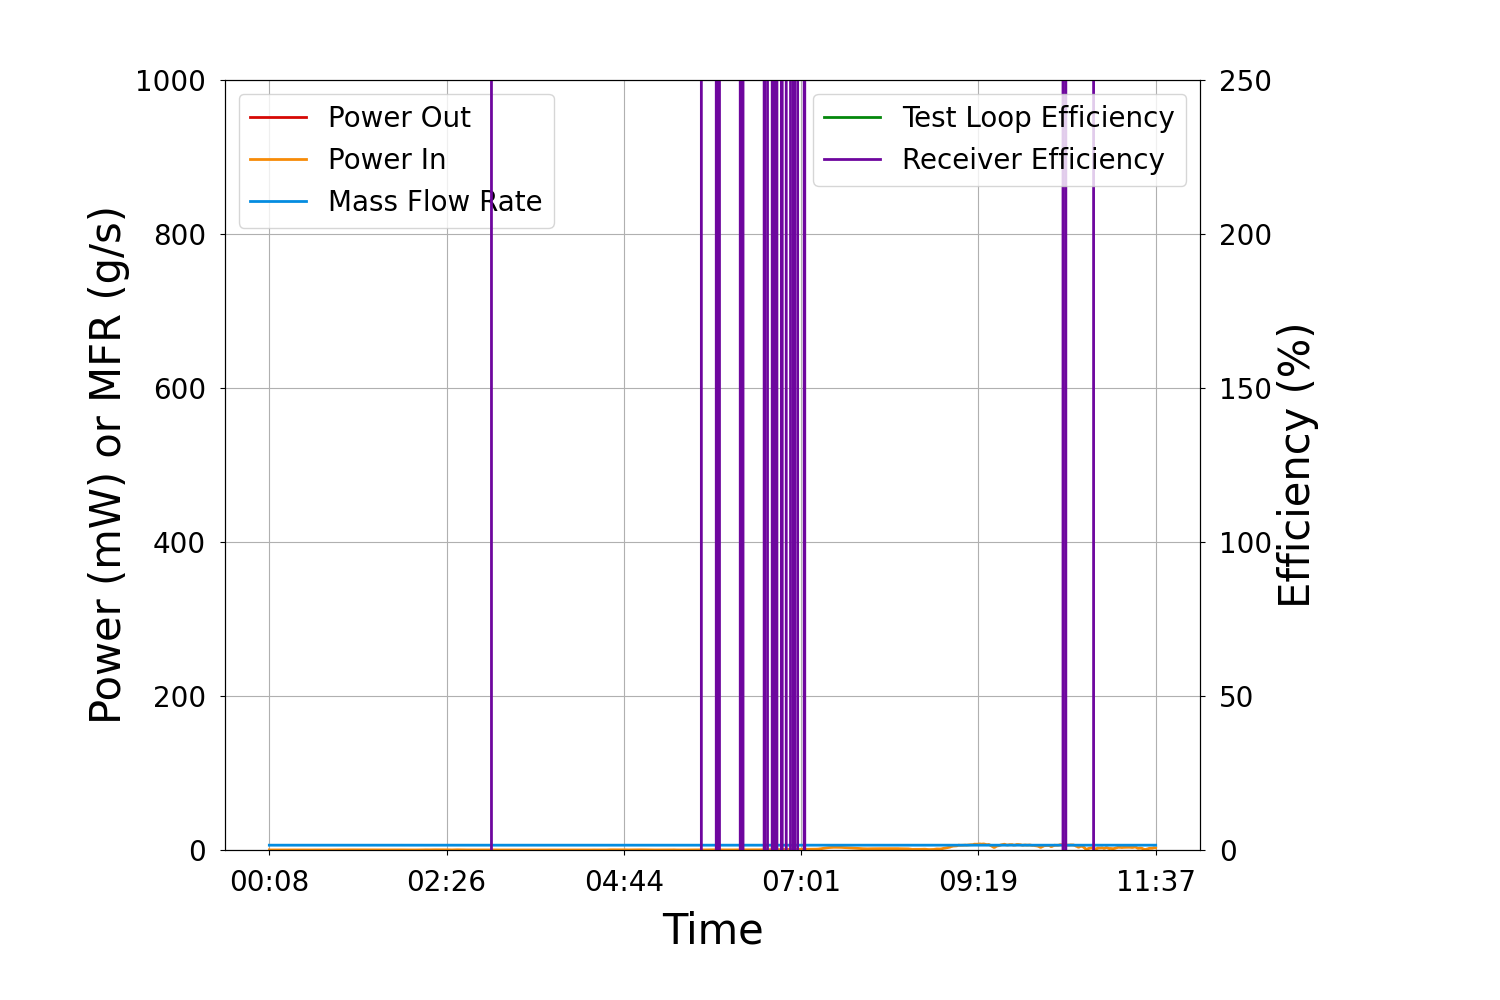 1000
800
600
400
200
0
Power (mW) or MFR (g/s)
Power Out
Power In
Mass Flow Rate
Test Loop Efficiency
Receiver Efficiency
250
200
150
100
50
0
Efficiency (%)
00:08 02:26 04:44 07:01 09:19 11:37
Time